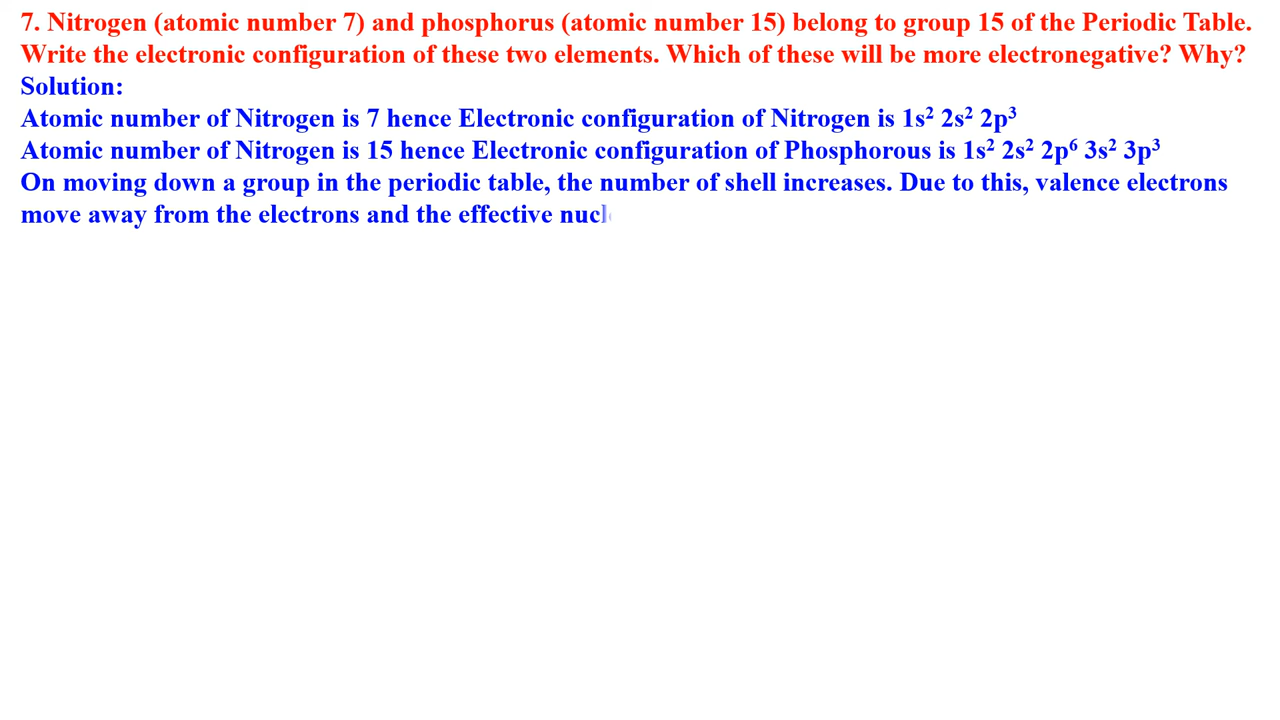 7. Nitrogen (atomic number 7) and phosphorus (atomic number 15) belong to group 15 of the Periodic Table.
Write the electronic configuration of these two elements. Which of these will be more electronegative? Why?
Solution:
Atomic number of Nitrogen is 7 hence Electronic configuration of Nitrogen is 1s² 2s² 2p³
Atomic number of Nitrogen is 15 hence Electronic configuration of Phosphorous is 1s² 2s² 2p⁶ 3s² 3p³
On moving down a group in the periodic table, the number of shell increases. Due to this, valence electrons
move away from the electrons and the effective